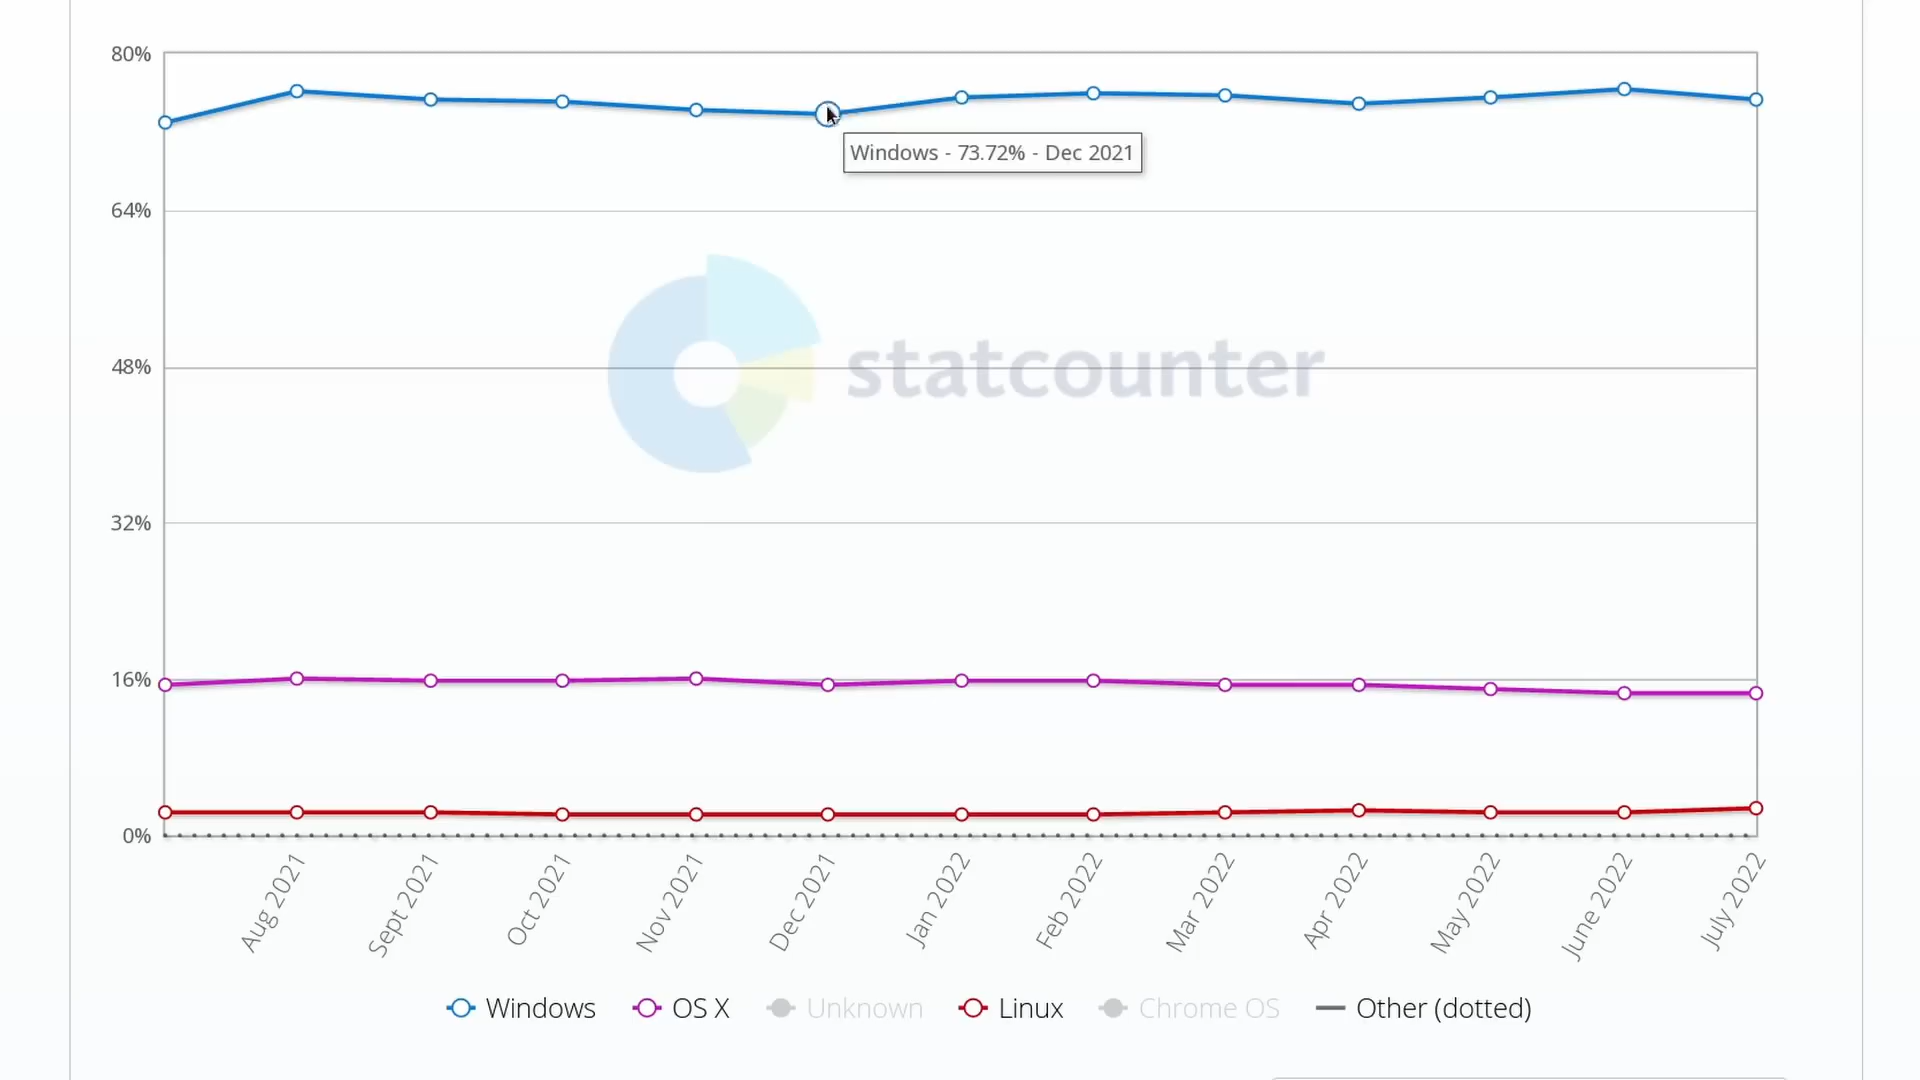 80%
Windows - 73.72% - Dec 2021
64%
statcounter
48%
32%
16%
0%
Aug 2021
Sept 2021
Oct 2021
Nov 2021
Dec 2021
Jan 2022
Feb 2022
Mar 2022
Apr 2022
May 2022
June 2022
July 2022
Windows OS X Unknown Linux Chrome OS Other (dotted)